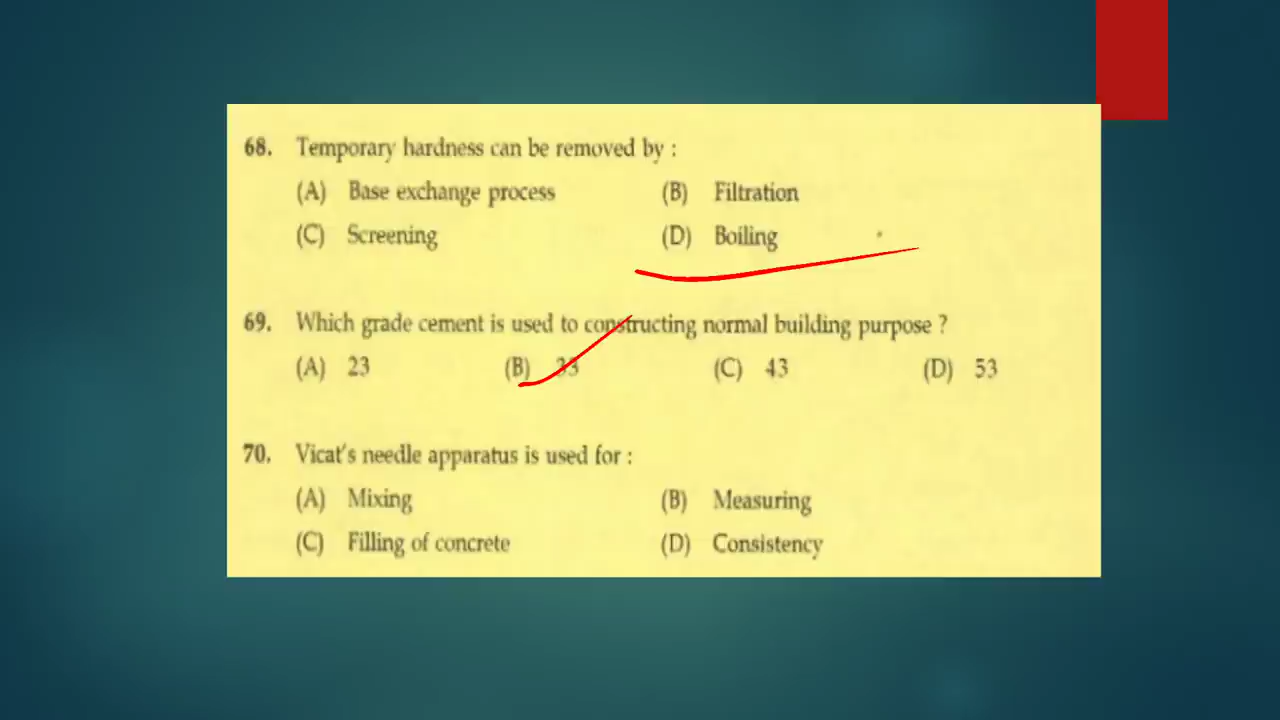 68. Temporary hardness can be removed by :
(A) Base exchange process (B) Filtration
(C) Screening (D) Boiling
69. Which grade cement is used to constructing normal building purpose ?
(A) 23 (B) 33 (C) 43 (D) 53
70. Vicat's needle apparatus is used for :
(A) Mixing (B) Measuring
(C) Filling of concrete (D) Consistency